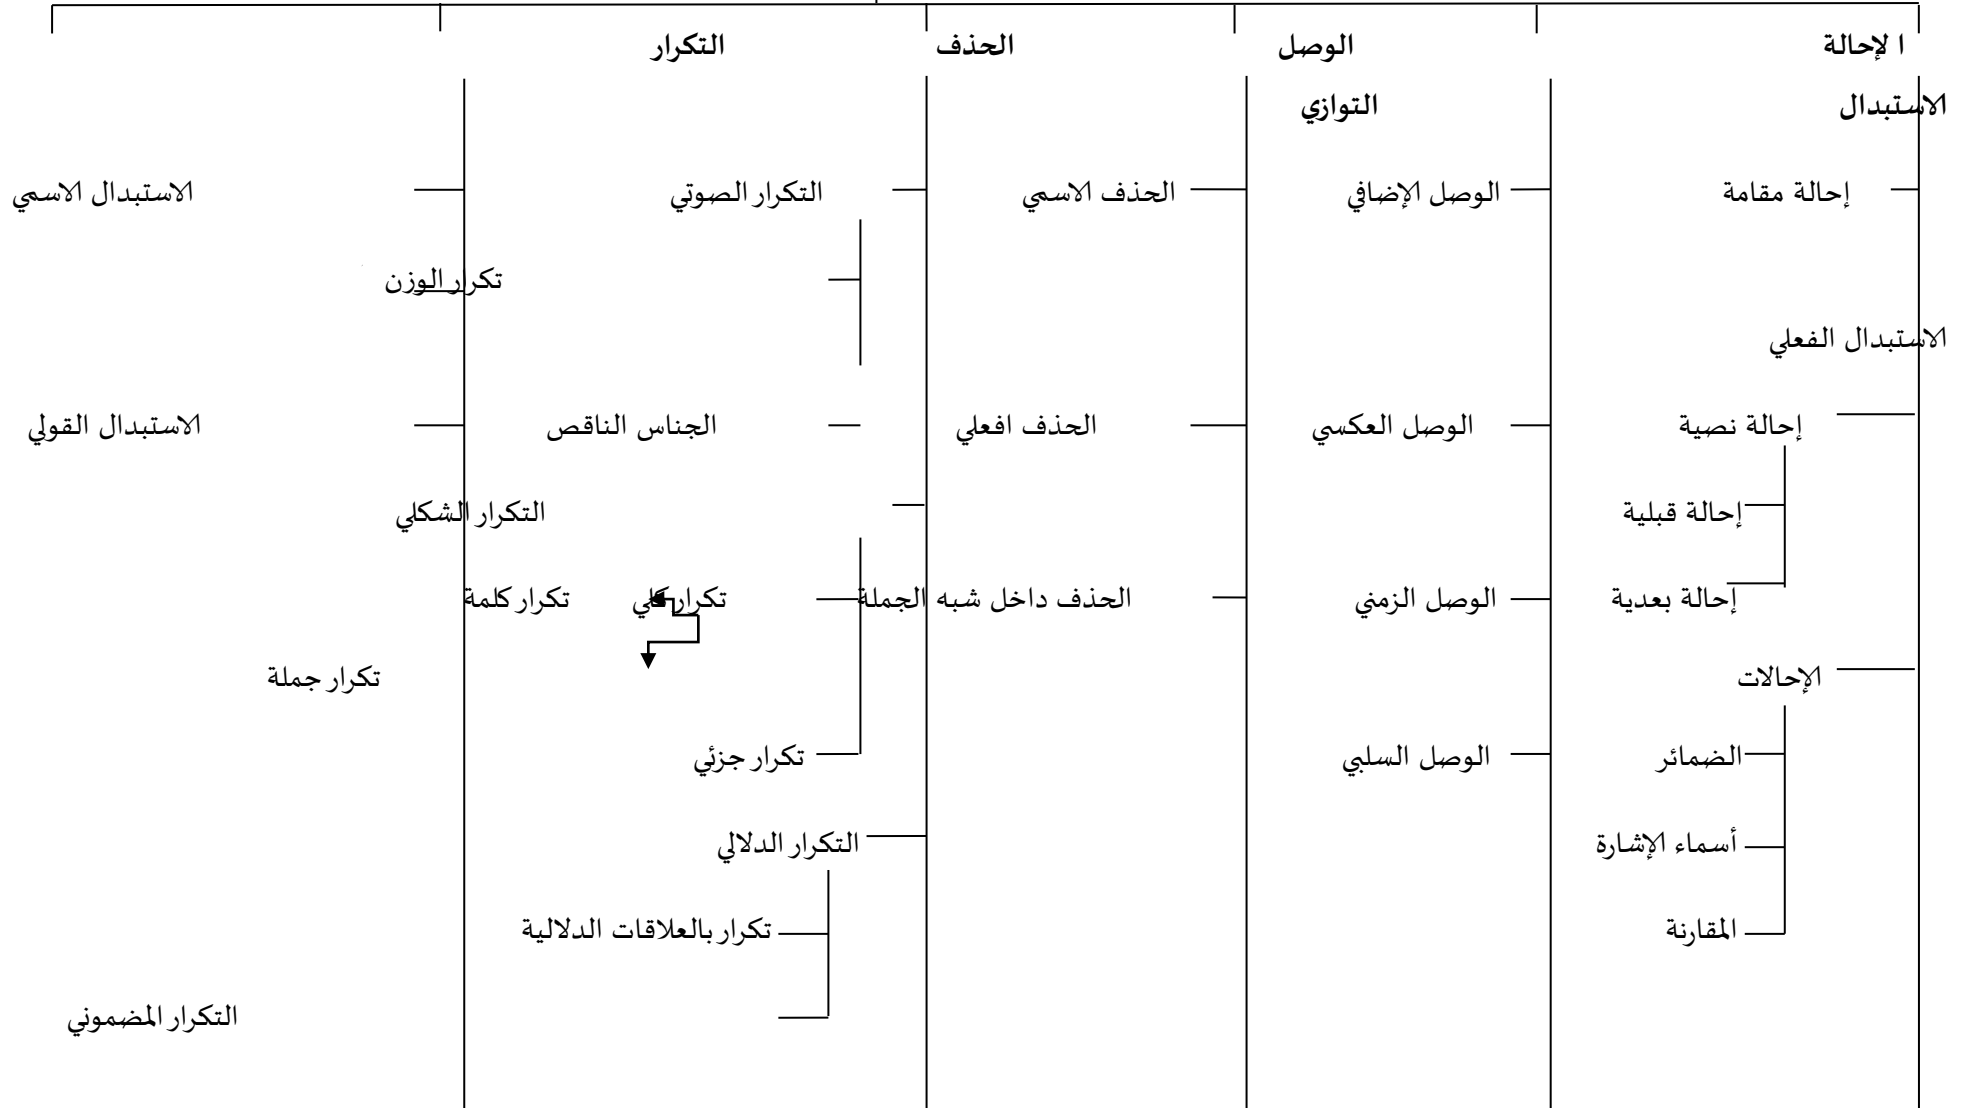 ا لإحالة الوصل الحذف التكرار
الاستبدال التوازي
إحالة مقامة الوصل الإضافي الحذف الاسمي التكرار الصوتي الاستبدال الاسمي
تكرار الوزن
الاستبدال الفعلي
إحالة نصية الوصل العكسي الحذف افعلي الجناس الناقص الاستبدال القولي
إحالة قبلية التكرار الشكلي
إحالة بعدية الوصل الزمني الحذف داخل شبه الجملة تكرار كلي تكرار كلمة
الإحالات تكرار جملة
الضمائر الوصل السلبي تكرار جزئي
أسماء الإشارة التكرار الدلالي
المقارنة تكرار بالعلاقات الدلالية
التكرار المضموني